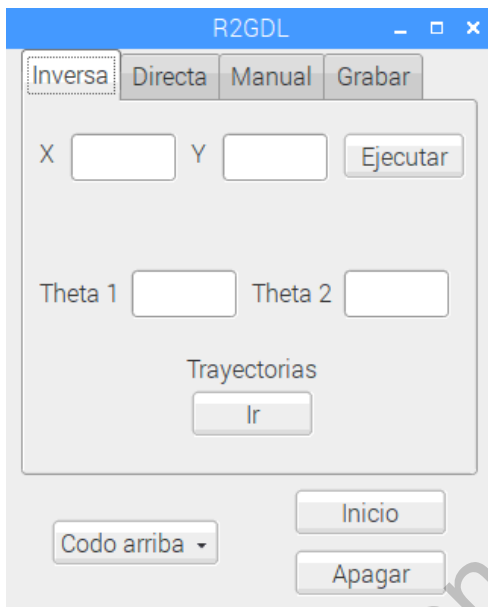 R2GDL
Inversa Directa Manual Grabar
X Y Ejecutar
Theta 1 Theta 2
Trayectorias
Ir
Inicio
Codo arriba
Apagar